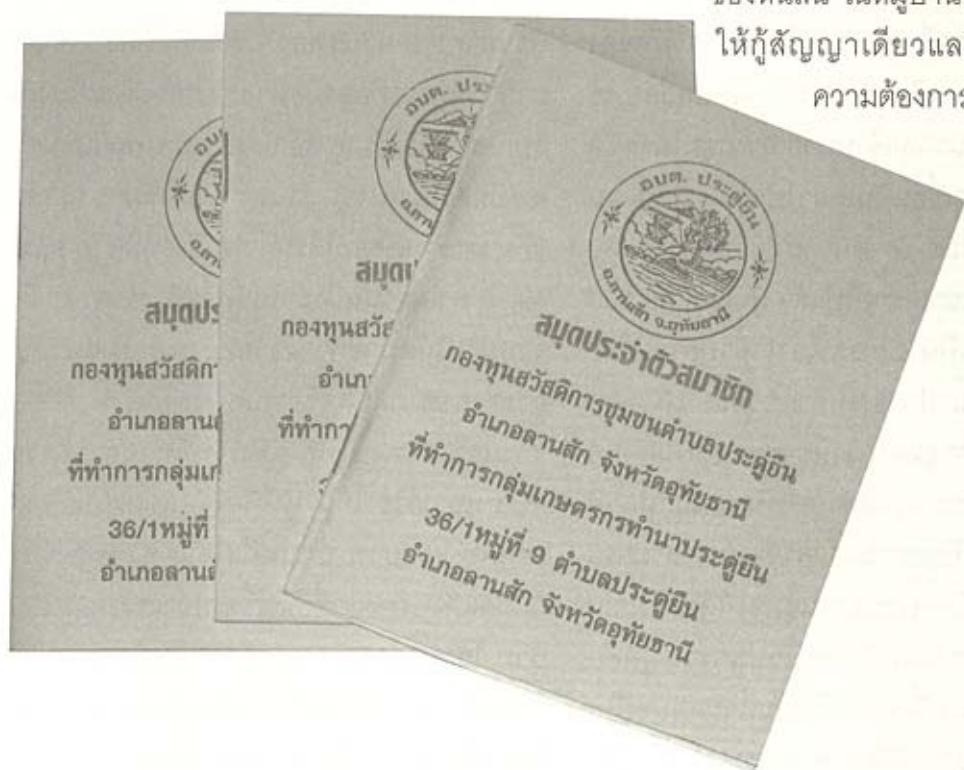 ให้กู้สัญญาเดียวแล
ความต้องการ
อบต. ประดู่ยืน
อ.ลานสัก จ.อุทัยธานี
สมุดประจำตัวสมาชิก
กองทุนสวัสดิการชุมชนตำบลประดู่ยืน
อำเภอลานสัก จังหวัดอุทัยธานี
ที่ทำการกลุ่มเกษตรกรทำนาประดู่ยืน
36/1หมู่ที่ 9 ตำบลประดู่ยืน
อำเภอลานสัก จังหวัดอุทัยธานี
อบต. ปร
สมุดป
กองทุนสวัส
อำเภ
ที่ทำกา
สมุดประ
กองทุนสวัสดิกา
อำเภอลานส
ที่ทำการกลุ่มเก
36/1หมู่ที่
อำเภอลานส